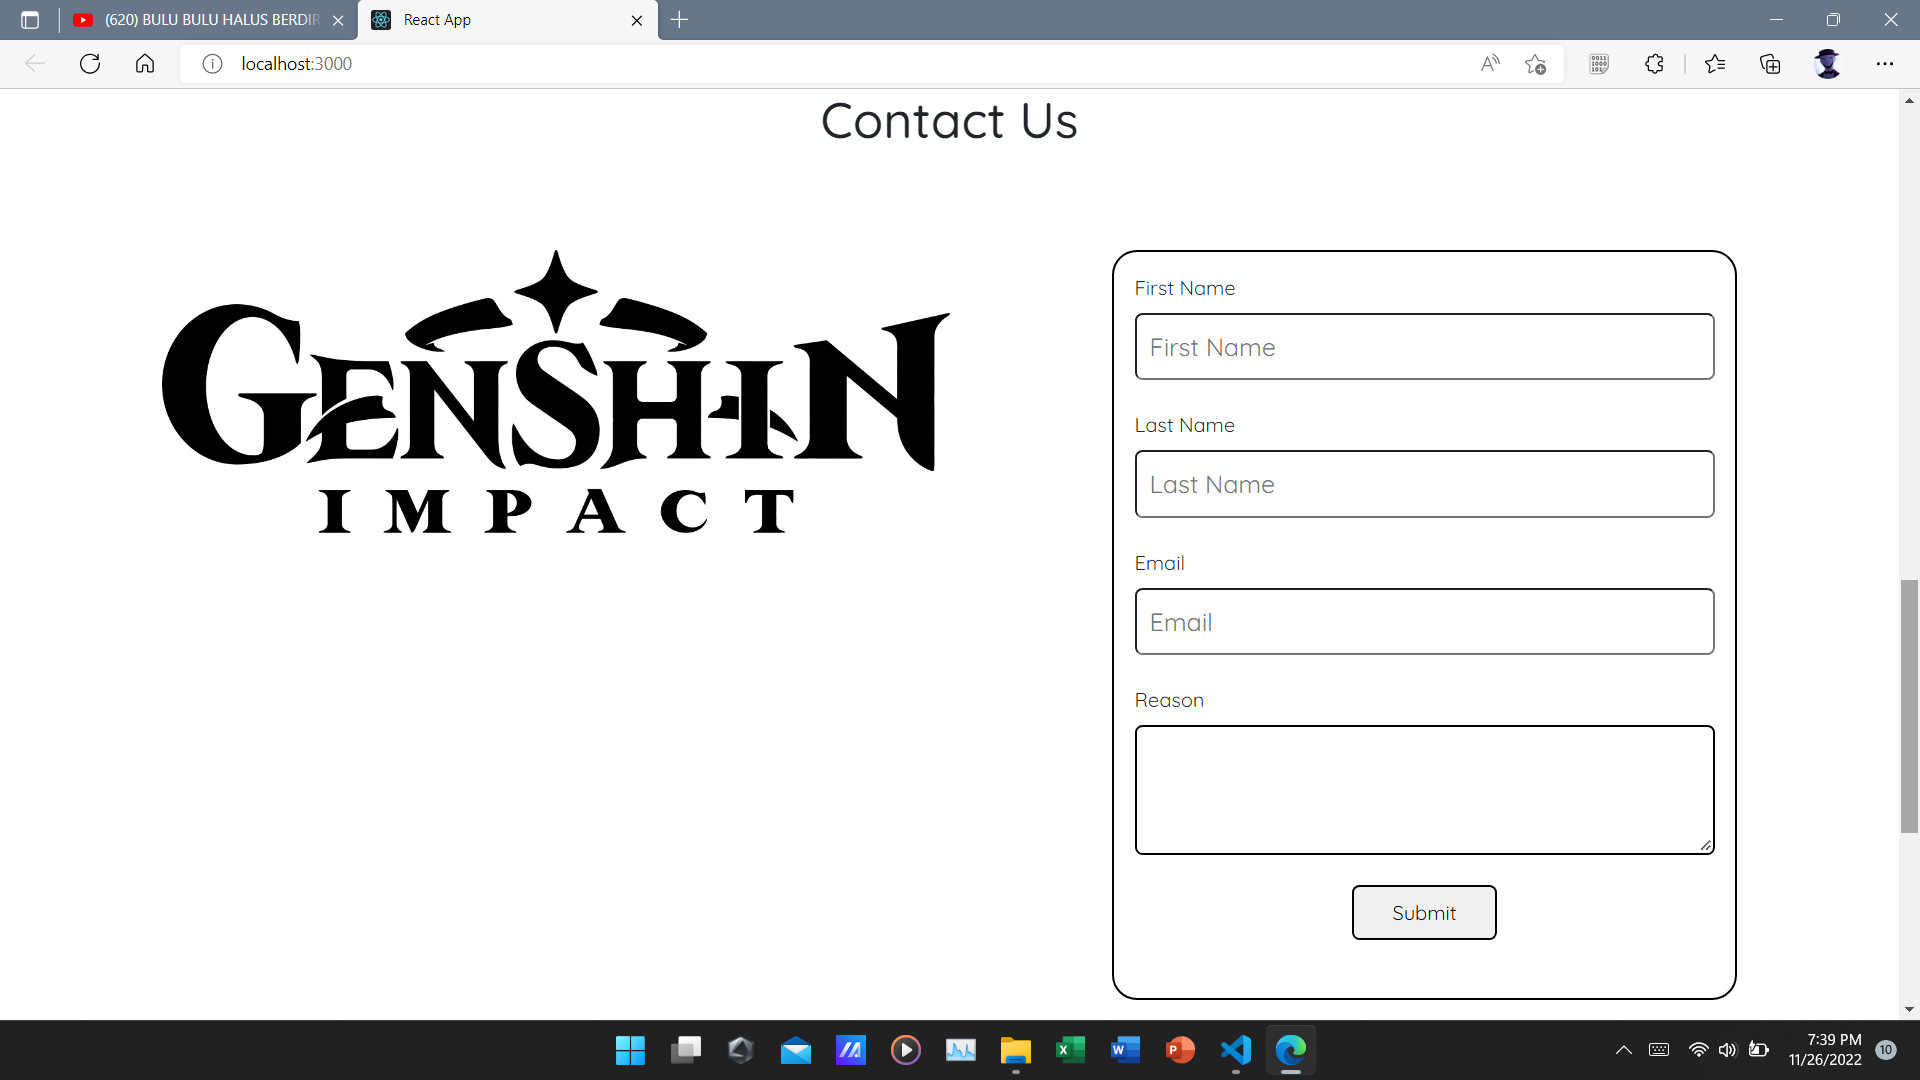 (620) BULU BULU HALUS BERDIR
React App
localhost:3000
Contact Us
GENSHIN
IMPACT
First Name
First Name
Last Name
Last Name
Email
Email
Reason
Submit
7:39 PM
11/26/2022
10